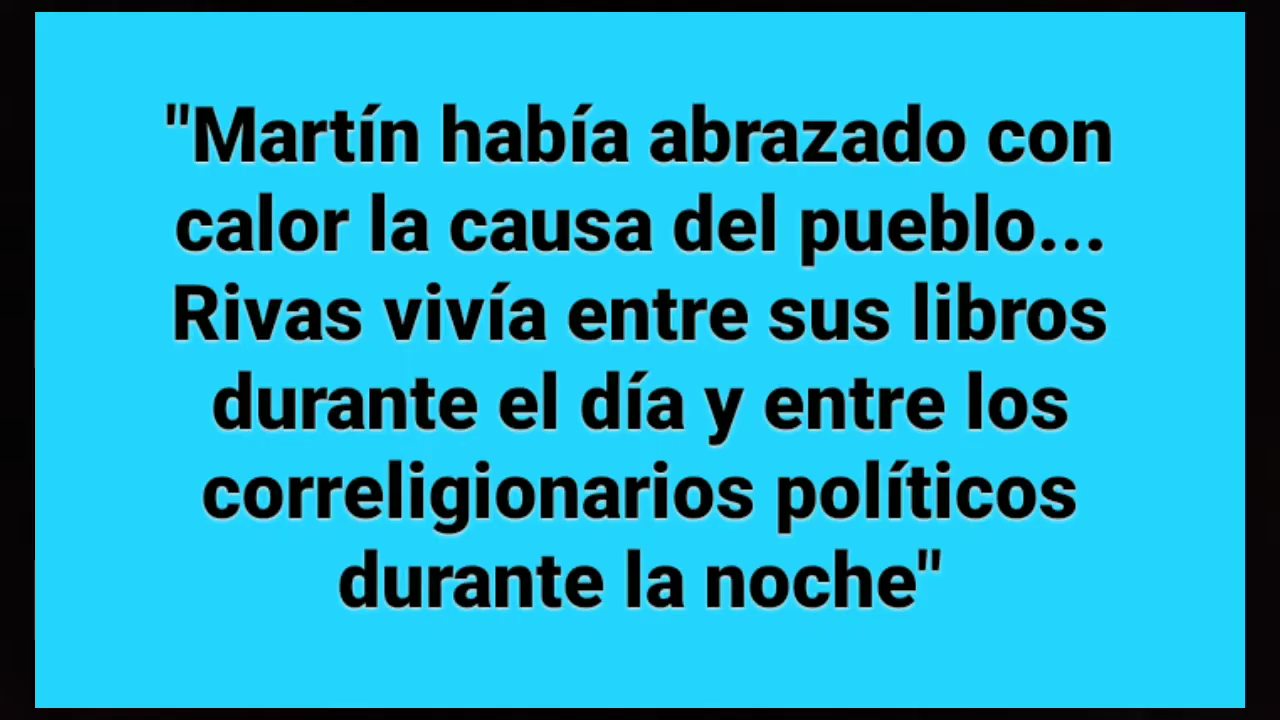 "Martín había abrazado con
calor la causa del pueblo...
Rivas vivía entre sus libros
durante el día y entre los
correligionarios políticos
durante la noche"